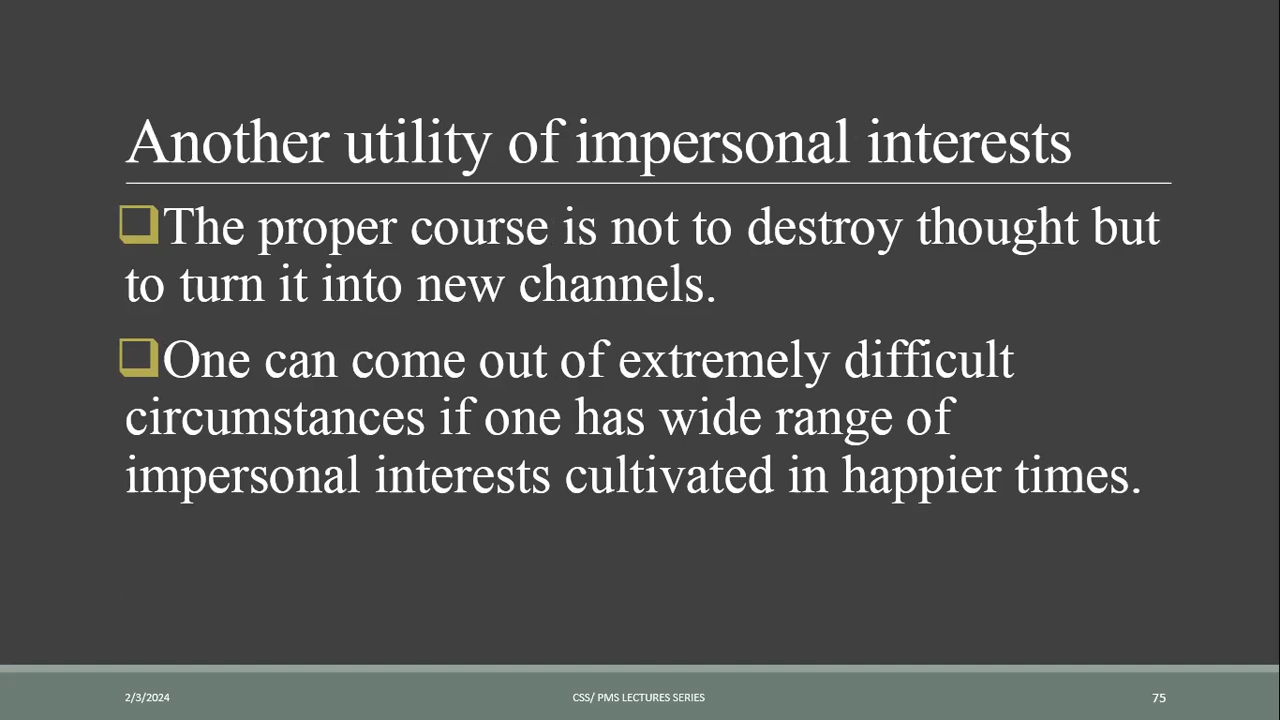 Another utility of impersonal interests
❑The proper course is not to destroy thought but
to turn it into new channels.
❑One can come out of extremely difficult
circumstances if one has wide range of
impersonal interests cultivated in happier times.
2/3/2024
CSS/ PMS LECTURES SERIES
75